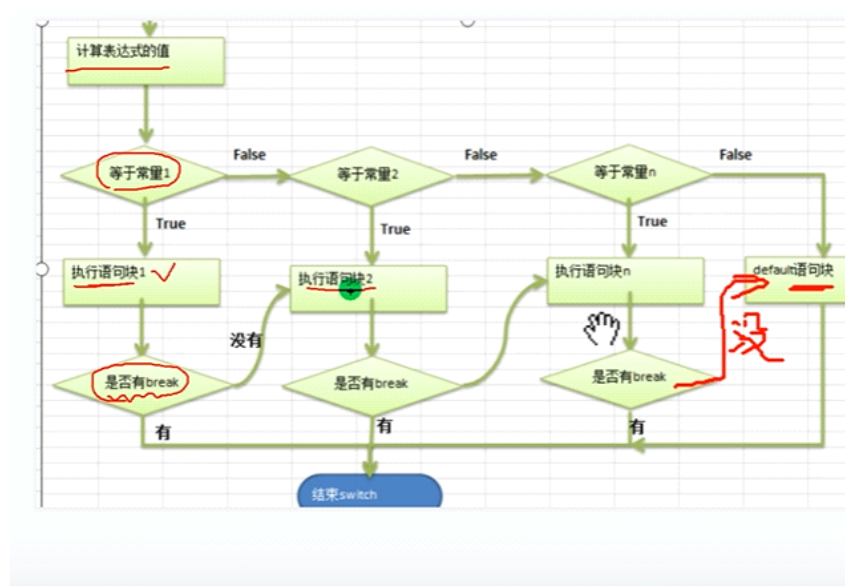 计算表达式的值
False
False
False
等于常量1
等于常量2
等于常量n
True
True
True
执行语句块1
执行语句块2
执行语句块n
default语句块
没有
没
是否有break
是否有break
是否有break
有
有
有
结束switch